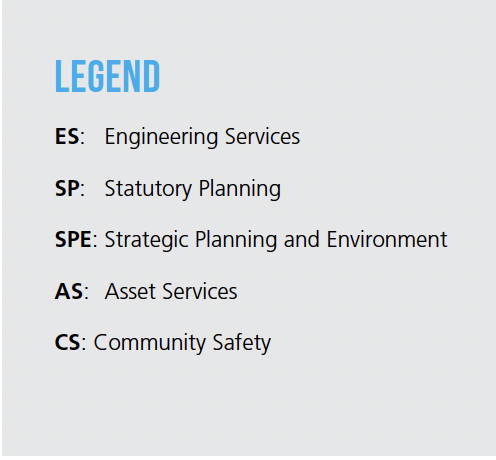 LEGEND
ES: Engineering Services
SP: Statutory Planning
SPE: Strategic Planning and Environment
AS: Asset Services
CS: Community Safety